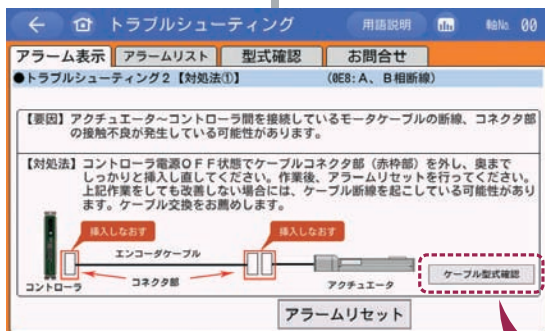 トラブルシューティング 用語説明 軸No. 00
アラーム表示 アラームリスト 型式確認 お問合せ
●トラブルシューティング2【対処法①】 (0E8:A、B相断線)
【要因】アクチュエータ～コントローラ間を接続しているモータケーブルの断線、コネクタ部
の接触不良が発生している可能性があります。
【対処法】コントローラ電源OFF状態でケーブルコネクタ部(赤枠部)を外し、奥まで
しっかりと挿入し直してください。作業後、アラームリセットを行ってください。
上記作業をしても改善しない場合には、ケーブル断線を起こしている可能性があり
ます。ケーブル交換をお薦めします。
挿入しなおす 挿入しなおす
エンコーダケーブル
コネクタ部
コントローラ アクチュエータ
ケーブル型式確認
アラームリセット